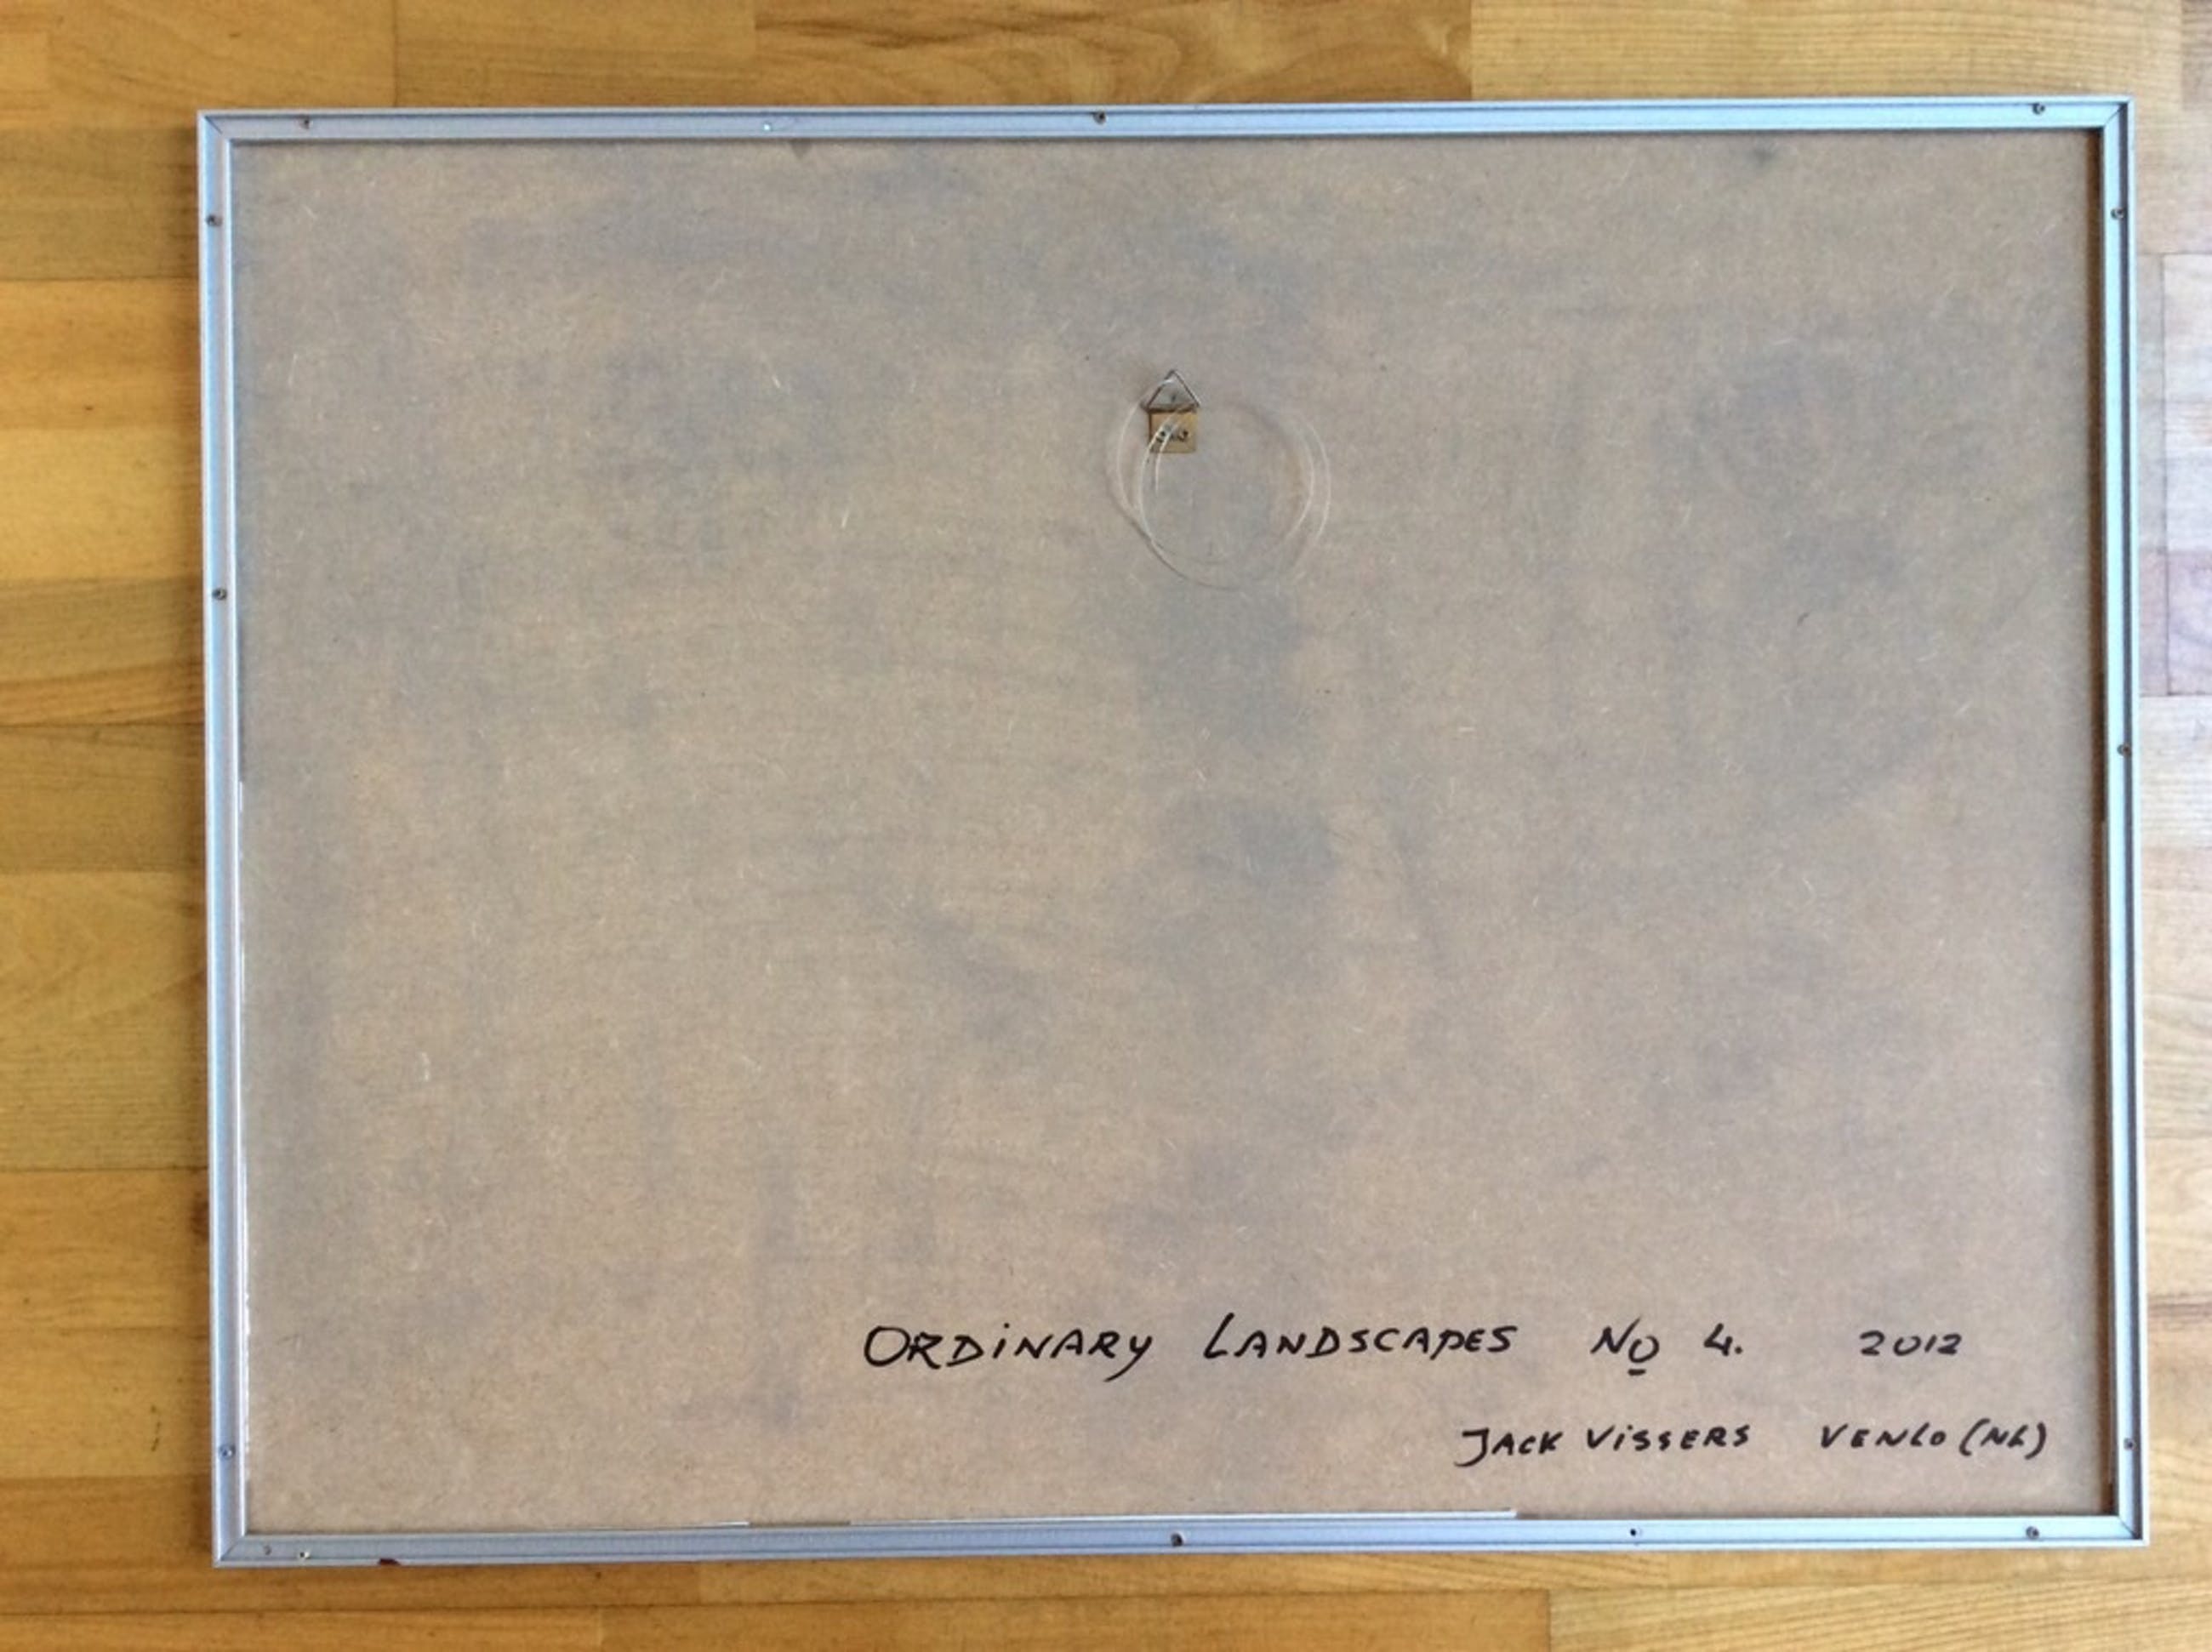 ORDINARY LANDSCAPES No 4. 2012
JACK VISSERS VENLO (NL)